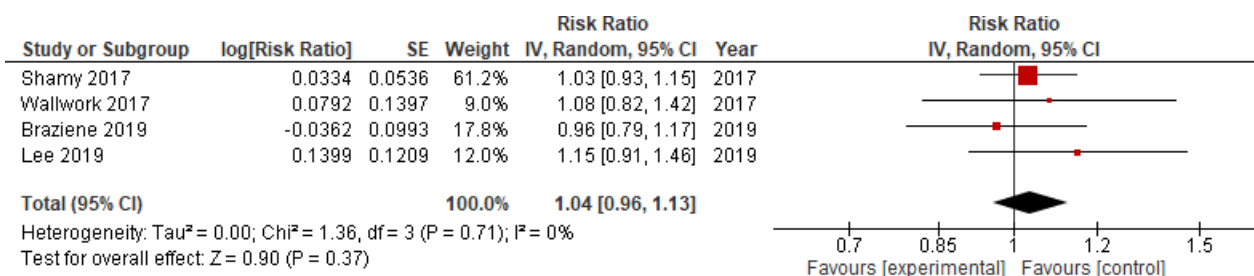 Risk Ratio Risk Ratio
Study or Subgroup log[Risk Ratio] SE Weight IV, Random, 95% CI Year IV, Random, 95% CI
Shamy 2017 0.0334 0.0536 61.2% 1.03 [0.93, 1.15] 2017
Wallwork 2017 0.0792 0.1397 9.0% 1.08 [0.82, 1.42] 2017
Braziene 2019 -0.0362 0.0993 17.8% 0.96 [0.79, 1.17] 2019
Lee 2019 0.1399 0.1209 12.0% 1.15 [0.91, 1.46] 2019
Total (95% CI) 100.0% 1.04 [0.96, 1.13]
Heterogeneity: Tau² = 0.00; Chi² = 1.36, df = 3 (P = 0.71); I² = 0%
Test for overall effect: Z = 0.90 (P = 0.37)
0.7 0.85 1 1.2 1.5
Favours [experimental] Favours [control]